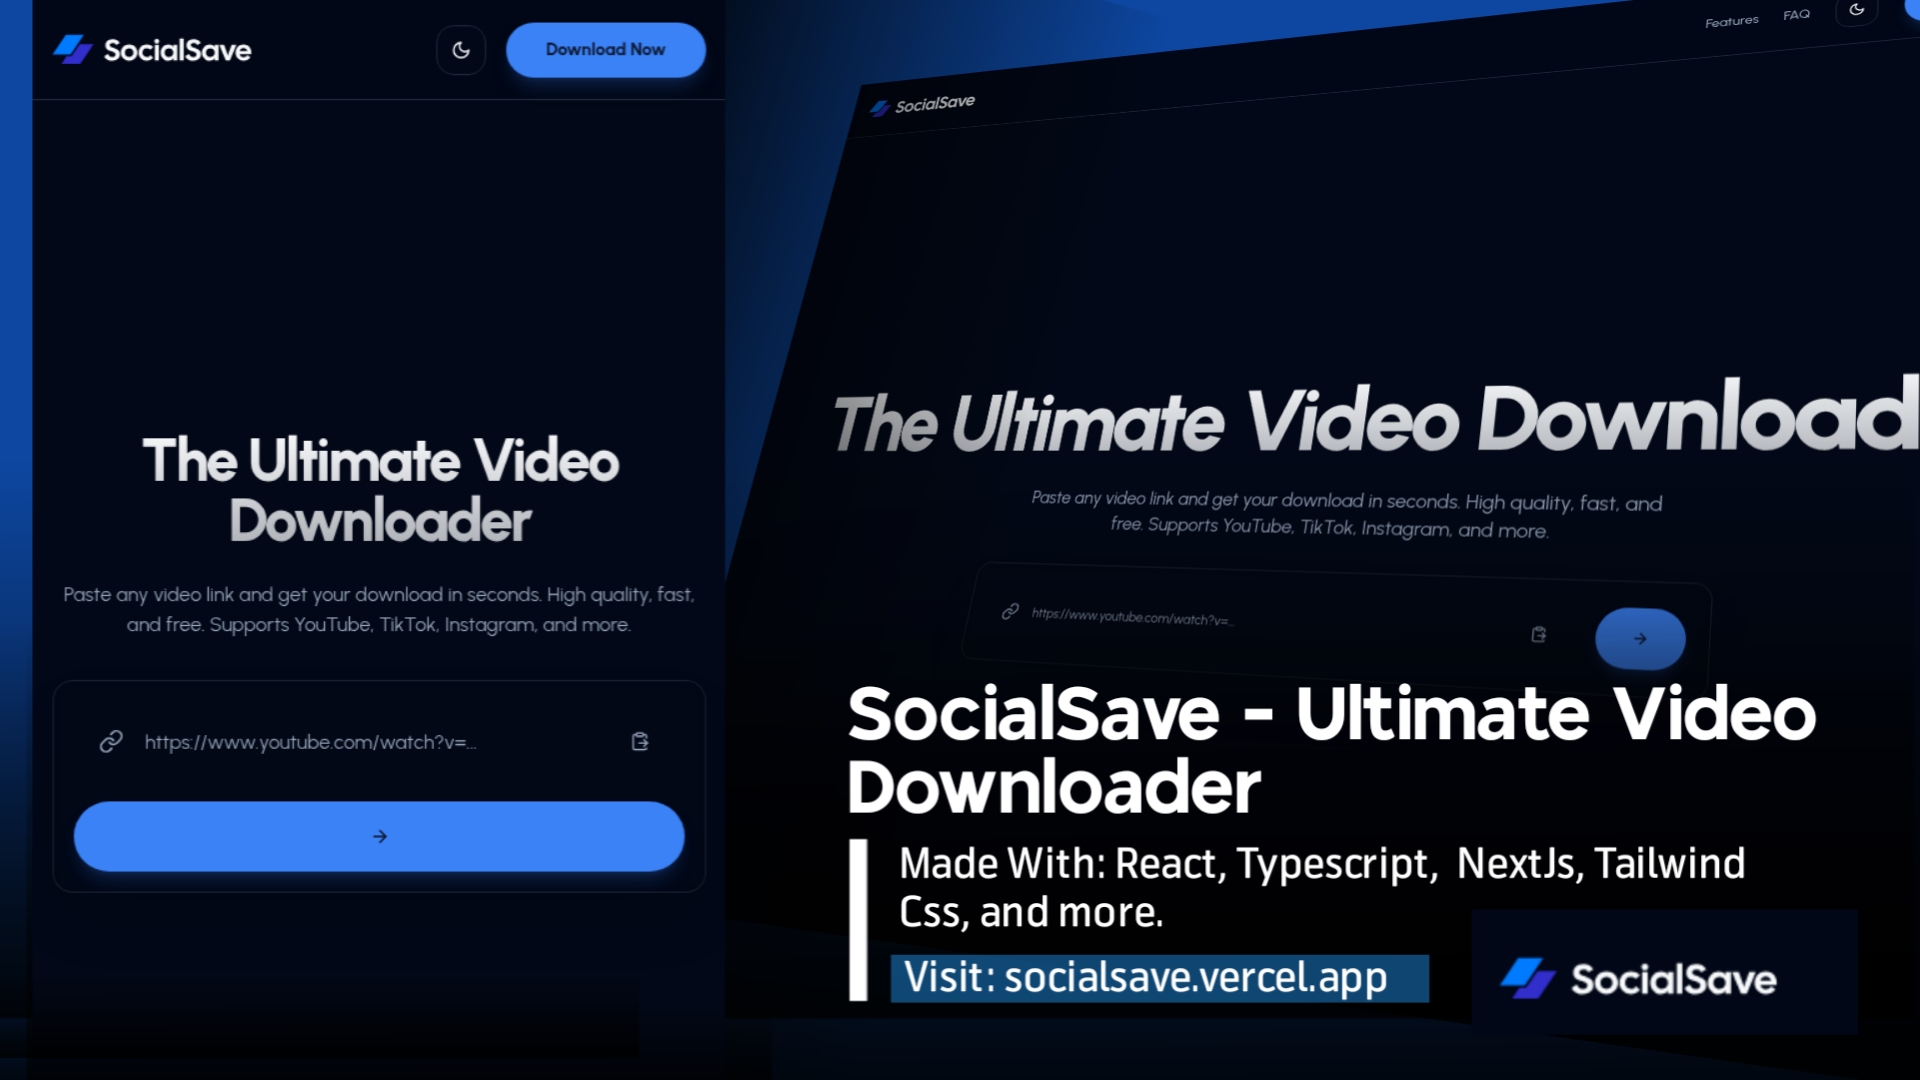 SocialSave
Download Now
The Ultimate Video
Downloader
Paste any video link and get your download in seconds. High quality, fast,
and free. Supports YouTube, TikTok, Instagram, and more.
https://www.youtube.com/watch?v=...
SocialSave
Features FAQ
The Ultimate Video Download
Paste any video link and get your download in seconds. High quality, fast, and
free. Supports YouTube, TikTok, Instagram, and more.
https://www.youtube.com/watch?v=...
SocialSave - Ultimate Video
Downloader
Made With: React, Typescript, NextJs, Tailwind
Css, and more.
Visit: socialsave.vercel.app
SocialSave